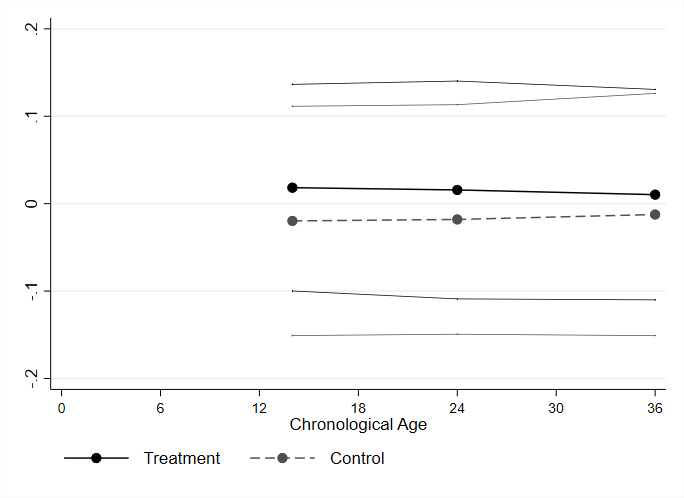 .2
.1
0
-.1
-.2
0 6 12 18 24 30 36
Chronological Age
Treatment Control